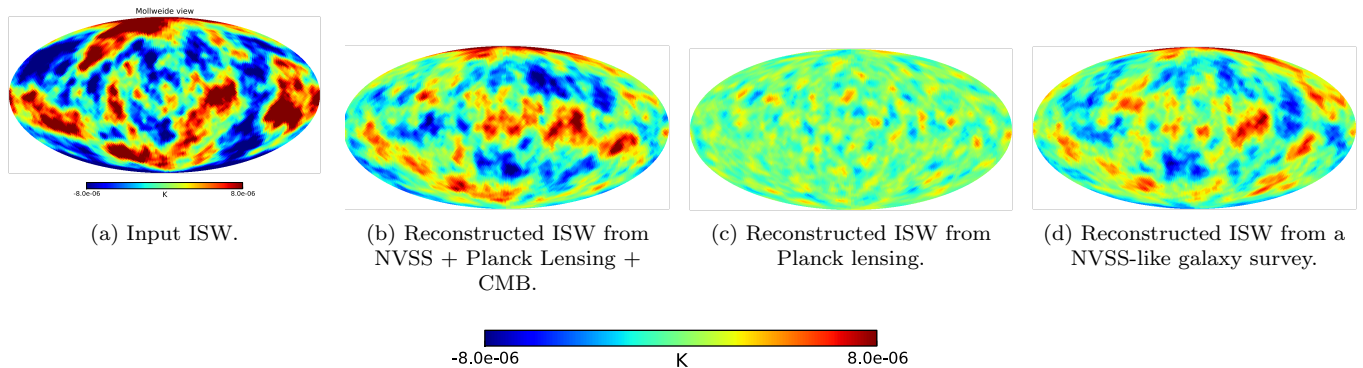 Mollweide view
-8.0e-06
8.0e-06
K
(a) Input ISW.
(b) Reconstructed ISW from
NVSS + Planck Lensing +
CMB.
(c) Reconstructed ISW from
Planck lensing.
(d) Reconstructed ISW from a
NVSS-like galaxy survey.
-8.0e-06
8.0e-06
K